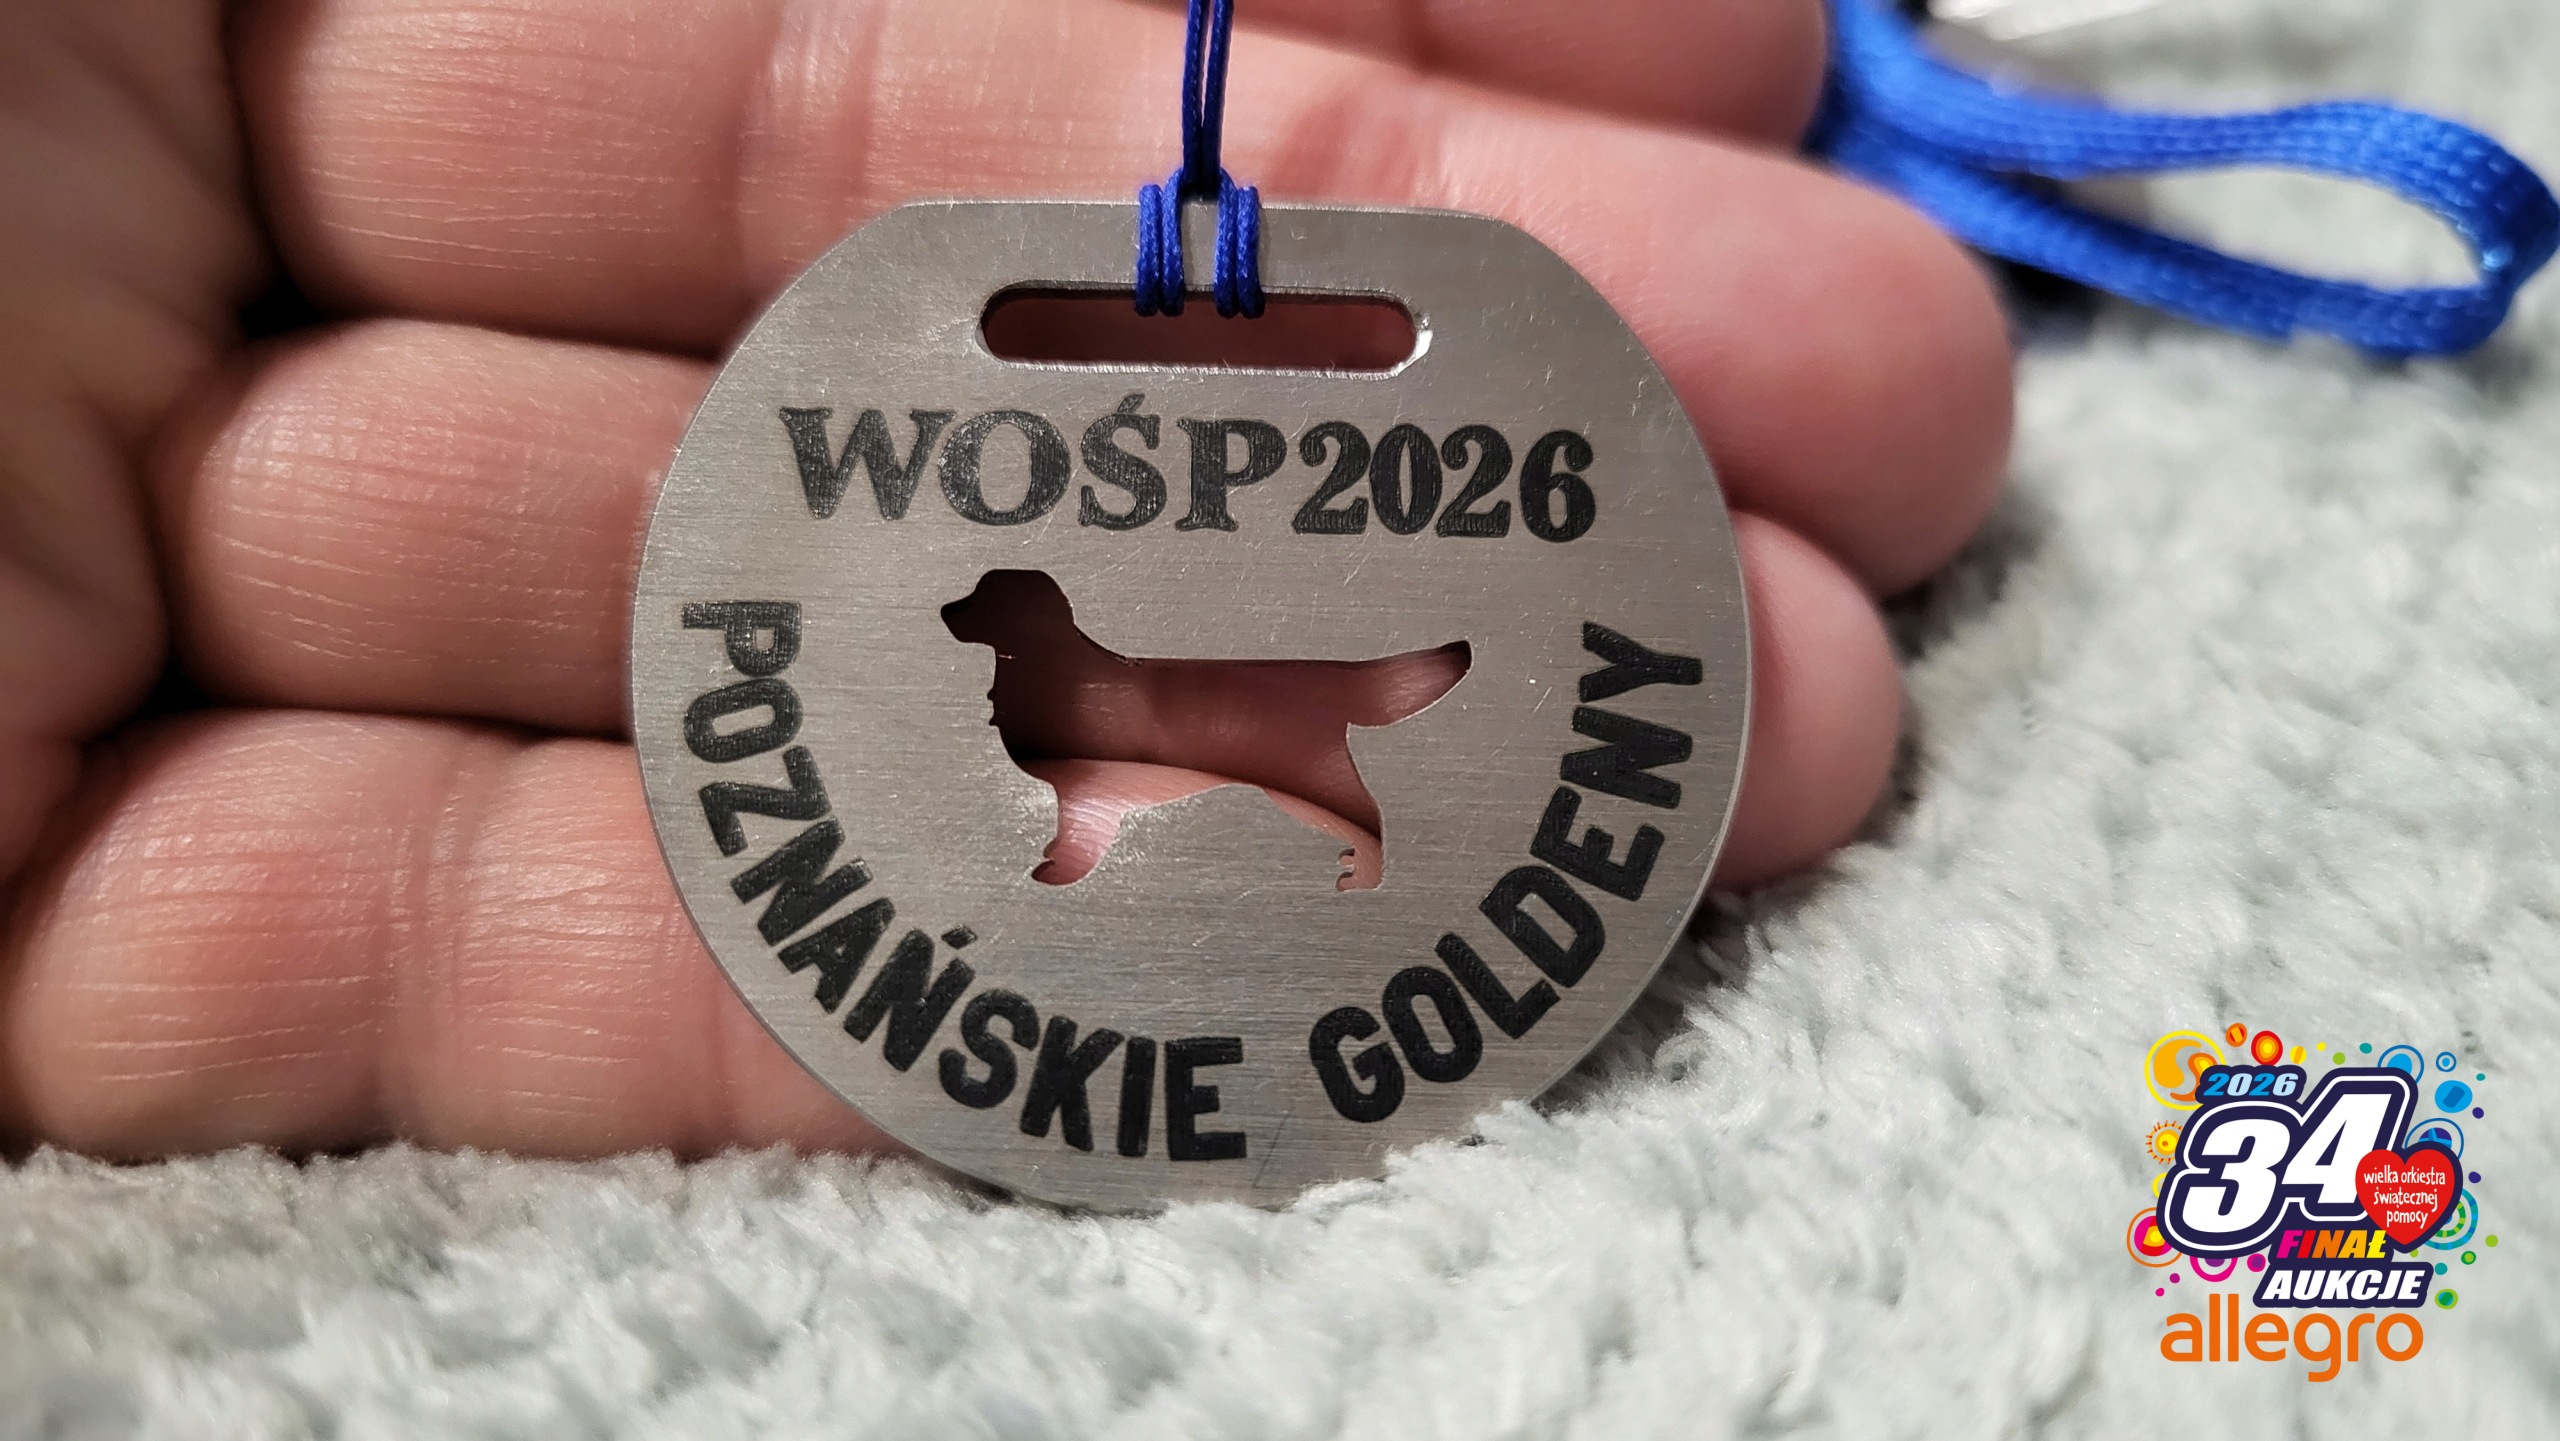 WOŚP2026
POZNAŃSKIE GOLDENY
2026
34
wielka orkiestra
świątecznej
pomocy
FINAŁ
AUKCJE
allegro